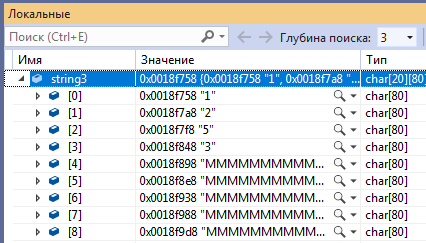 Локальные
Поиск (Ctrl+E) Глубина поиска: 3
Имя Значение Тип
string3 0x0018f758 {0x0018f758 "1", 0x0018f7a8 "... char[20][80
[0] 0x0018f758 "1" char[80]
[1] 0x0018f7a8 "2" char[80]
[2] 0x0018f7f8 "5" char[80]
[3] 0x0018f848 "3" char[80]
[4] 0x0018f898 "MMMMMMMMMM... char[80]
[5] 0x0018f8e8 "MMMMMMMMMM... char[80]
[6] 0x0018f938 "MMMMMMMMMM... char[80]
[7] 0x0018f988 "MMMMMMMMMM... char[80]
[8] 0x0018f9d8 "MMMMMMMMMM... char[80]